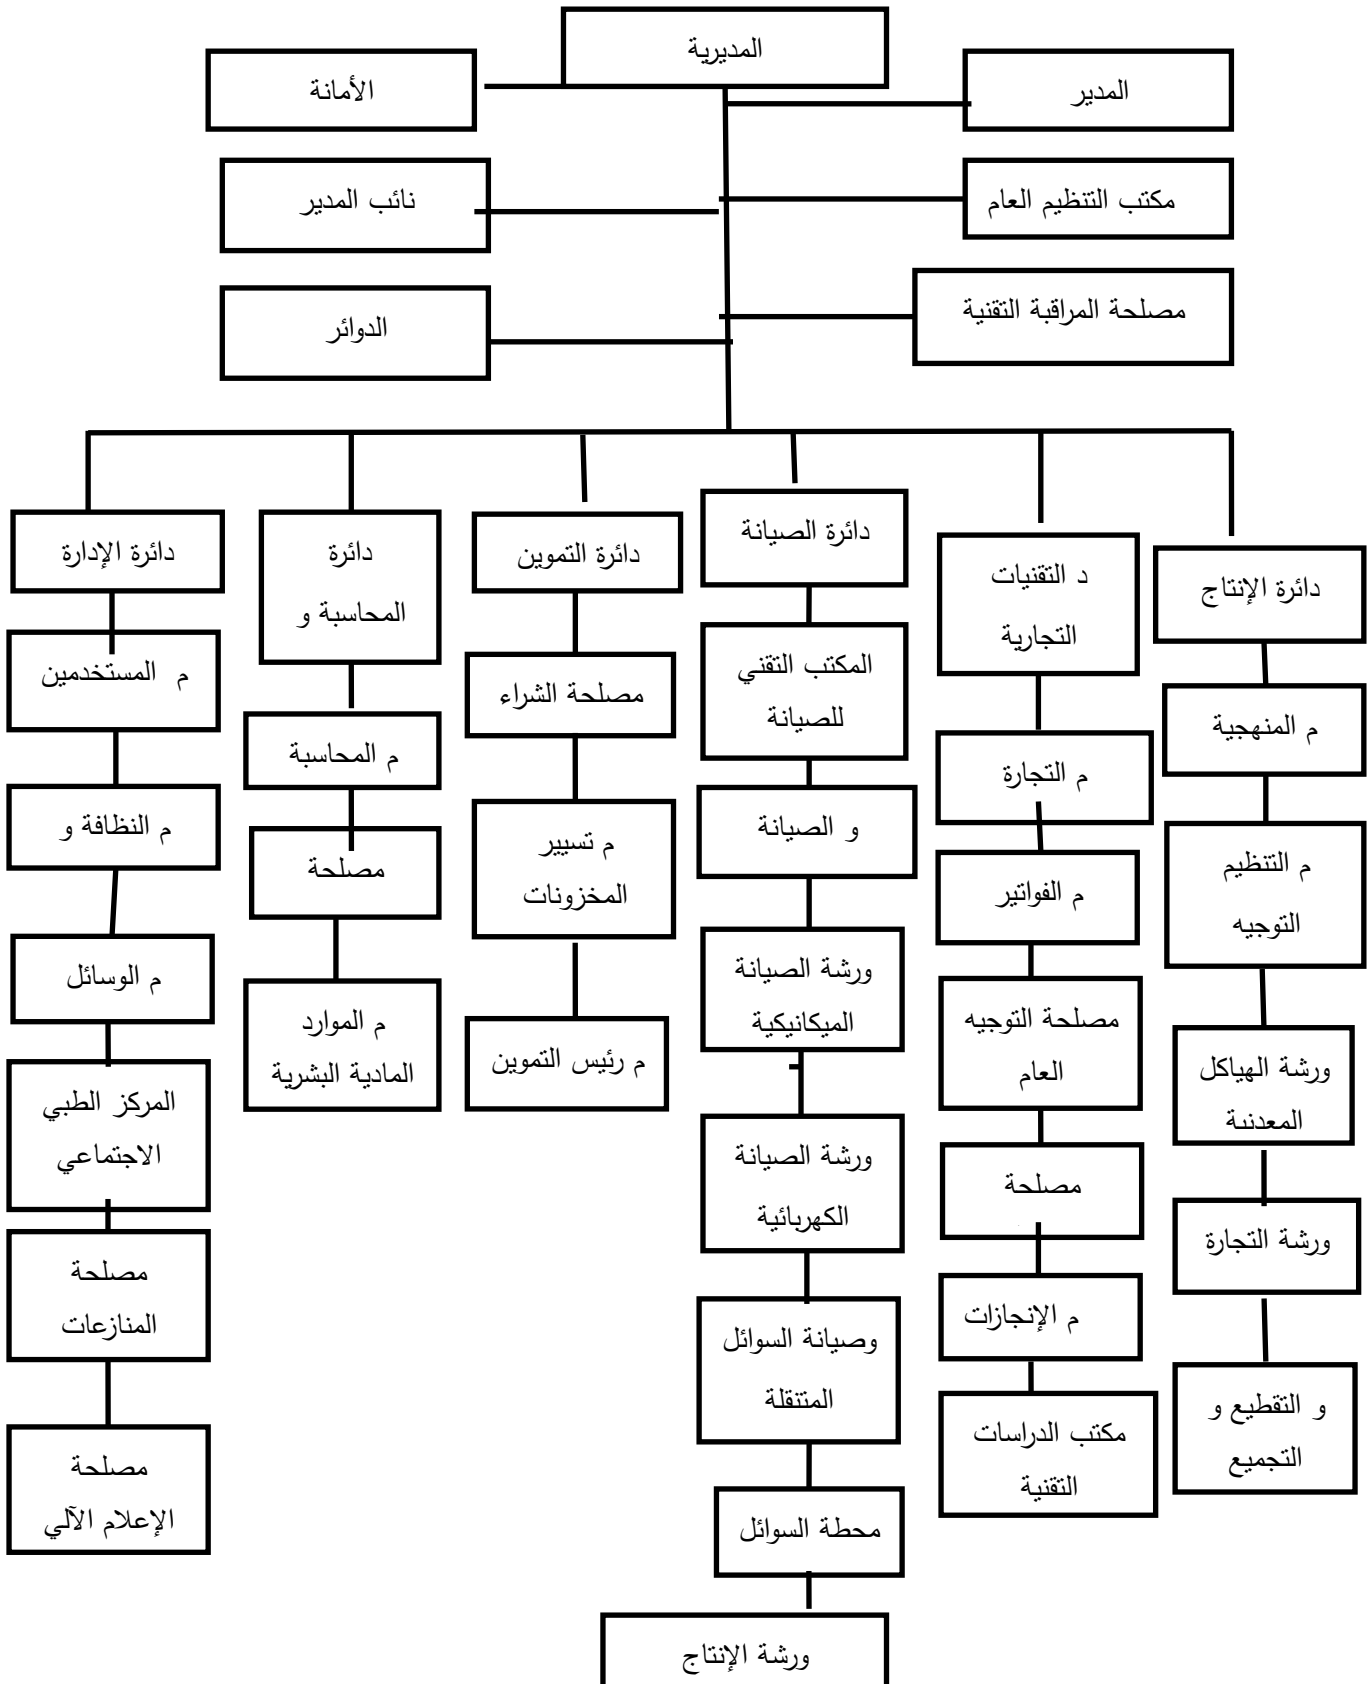 المديرية
المدير
الأمانة
مكتب التنظيم العام
نائب المدير
مصلحة المراقبة التقنية
الدوائر
دائرة الإنتاج
م المنهجية
م التنظيم
التوجيه
ورشة الهياكل
المعدنية
ورشة التجارة
و التقطيع و
التجميع
د التقنيات
التجارية
م التجارة
م الفواتير
مصلحة التوجيه
العام
مصلحة
م الإنجازات
مكتب الدراسات
التقنية
دائرة الصيانة
المكتب التقني
للصيانة
و الصيانة
ورشة الصيانة
الميكانيكية
ورشة الصيانة
الكهربائية
وصيانة السوائل
المتنقلة
محطة السوائل
ورشة الإنتاج
دائرة التموين
مصلحة الشراء
م تسيير
المخزونات
م رئيس التموين
دائرة
المحاسبة و
م المحاسبة
مصلحة
م الموارد
المادية البشرية
دائرة الإدارة
م المستخدمين
م النظافة و
م الوسائل
المركز الطبي
الاجتماعي
مصلحة
المنازعات
مصلحة
الإعلام الآلي